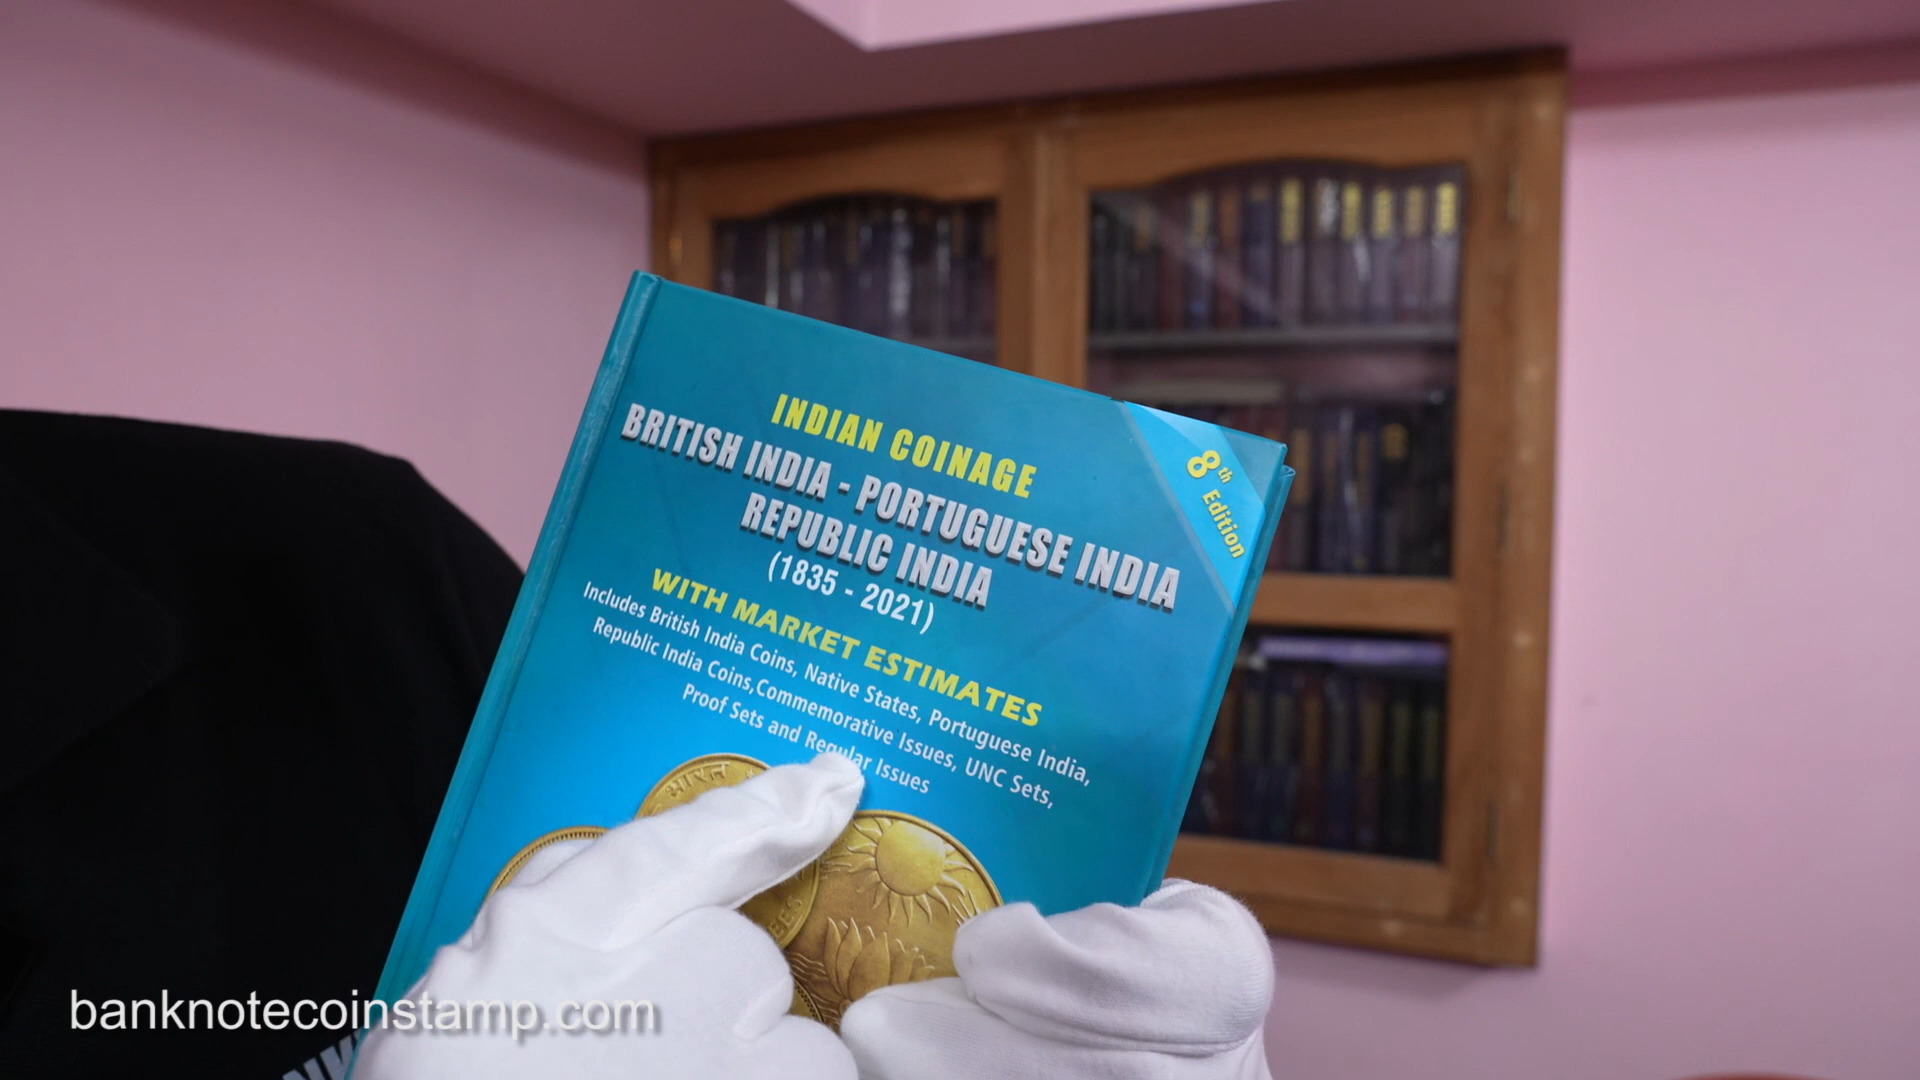 INDIAN COINAGE
BRITISH INDIA - PORTUGUESE INDIA
REPUBLIC INDIA
(1835 - 2021)
8th Edition
WITH MARKET ESTIMATES
Includes British India Coins, Native States, Portuguese India,
Republic India Coins,Commemorative Issues, UNC Sets,
Proof Sets and Regular Issues
भारत
banknotecoinstamp.com